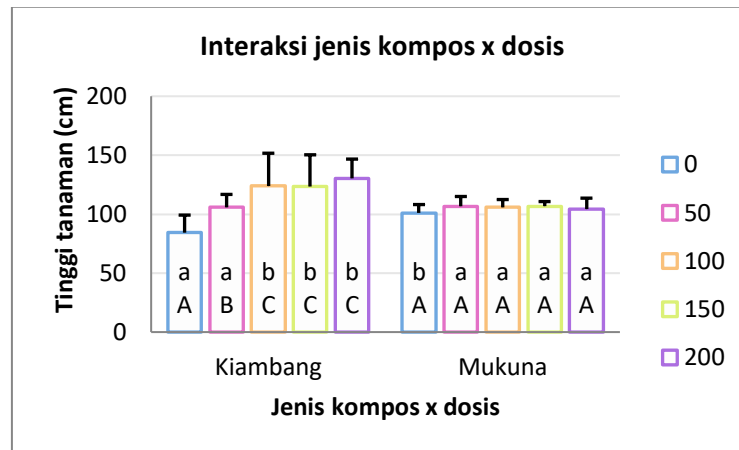 Interaksi jenis kompos x dosis
Tinggi tanaman (cm)
200
150
100
50
0
a a b b b b a a a a
A B C C C A A A A A
Kiambang Mukuna
Jenis kompos x dosis
0
50
100
150
200